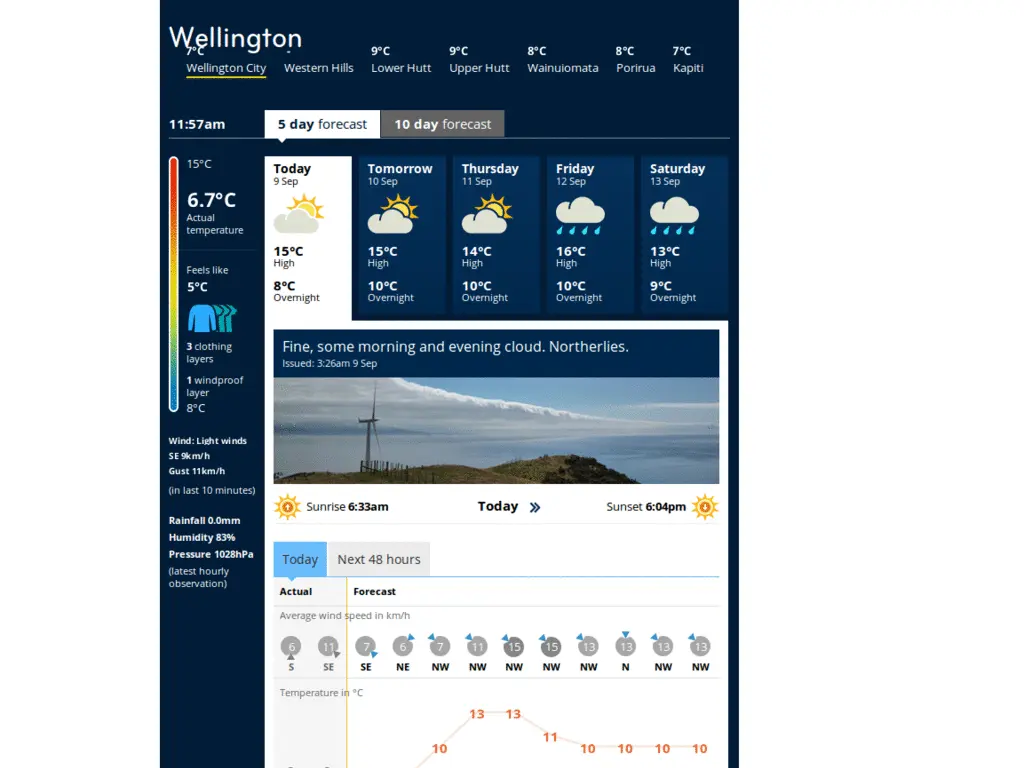 Wellington
7°C
9°C
9°C
8°C
8°C
7°C
Wellington City
Western Hills
Lower Hutt
Upper Hutt
Wainuiomata
Porirua
Kapiti
11:57am
5 day forecast
10 day forecast
15°C
6.7°C
Actual
temperature
Feels like
5°C
3 clothing
layers
1 windproof
layer
8°C
Wind: Light winds
SE 9km/h
Gust 11km/h
(in last 10 minutes)
Rainfall 0.0mm
Humidity 83%
Pressure 1028hPa
(latest hourly
observation)
Today
9 Sep
15°C
High
8°C
Overnight
Tomorrow
10 Sep
15°C
High
10°C
Overnight
Thursday
11 Sep
14°C
High
10°C
Overnight
Friday
12 Sep
16°C
High
10°C
Overnight
Saturday
13 Sep
13°C
High
9°C
Overnight
Fine, some morning and evening cloud. Northerlies.
Issued: 3:26am 9 Sep
Sunrise 6:33am
Today »
Sunset 6:04pm
Today
Next 48 hours
Actual
Forecast
Average wind speed in km/h
6 11 7 6 7 11 15 15 13 13 13 13
S SE SE NE NW NW NW NW NW N NW NW
Temperature in °C
13 13
11
10 10 10 10 10